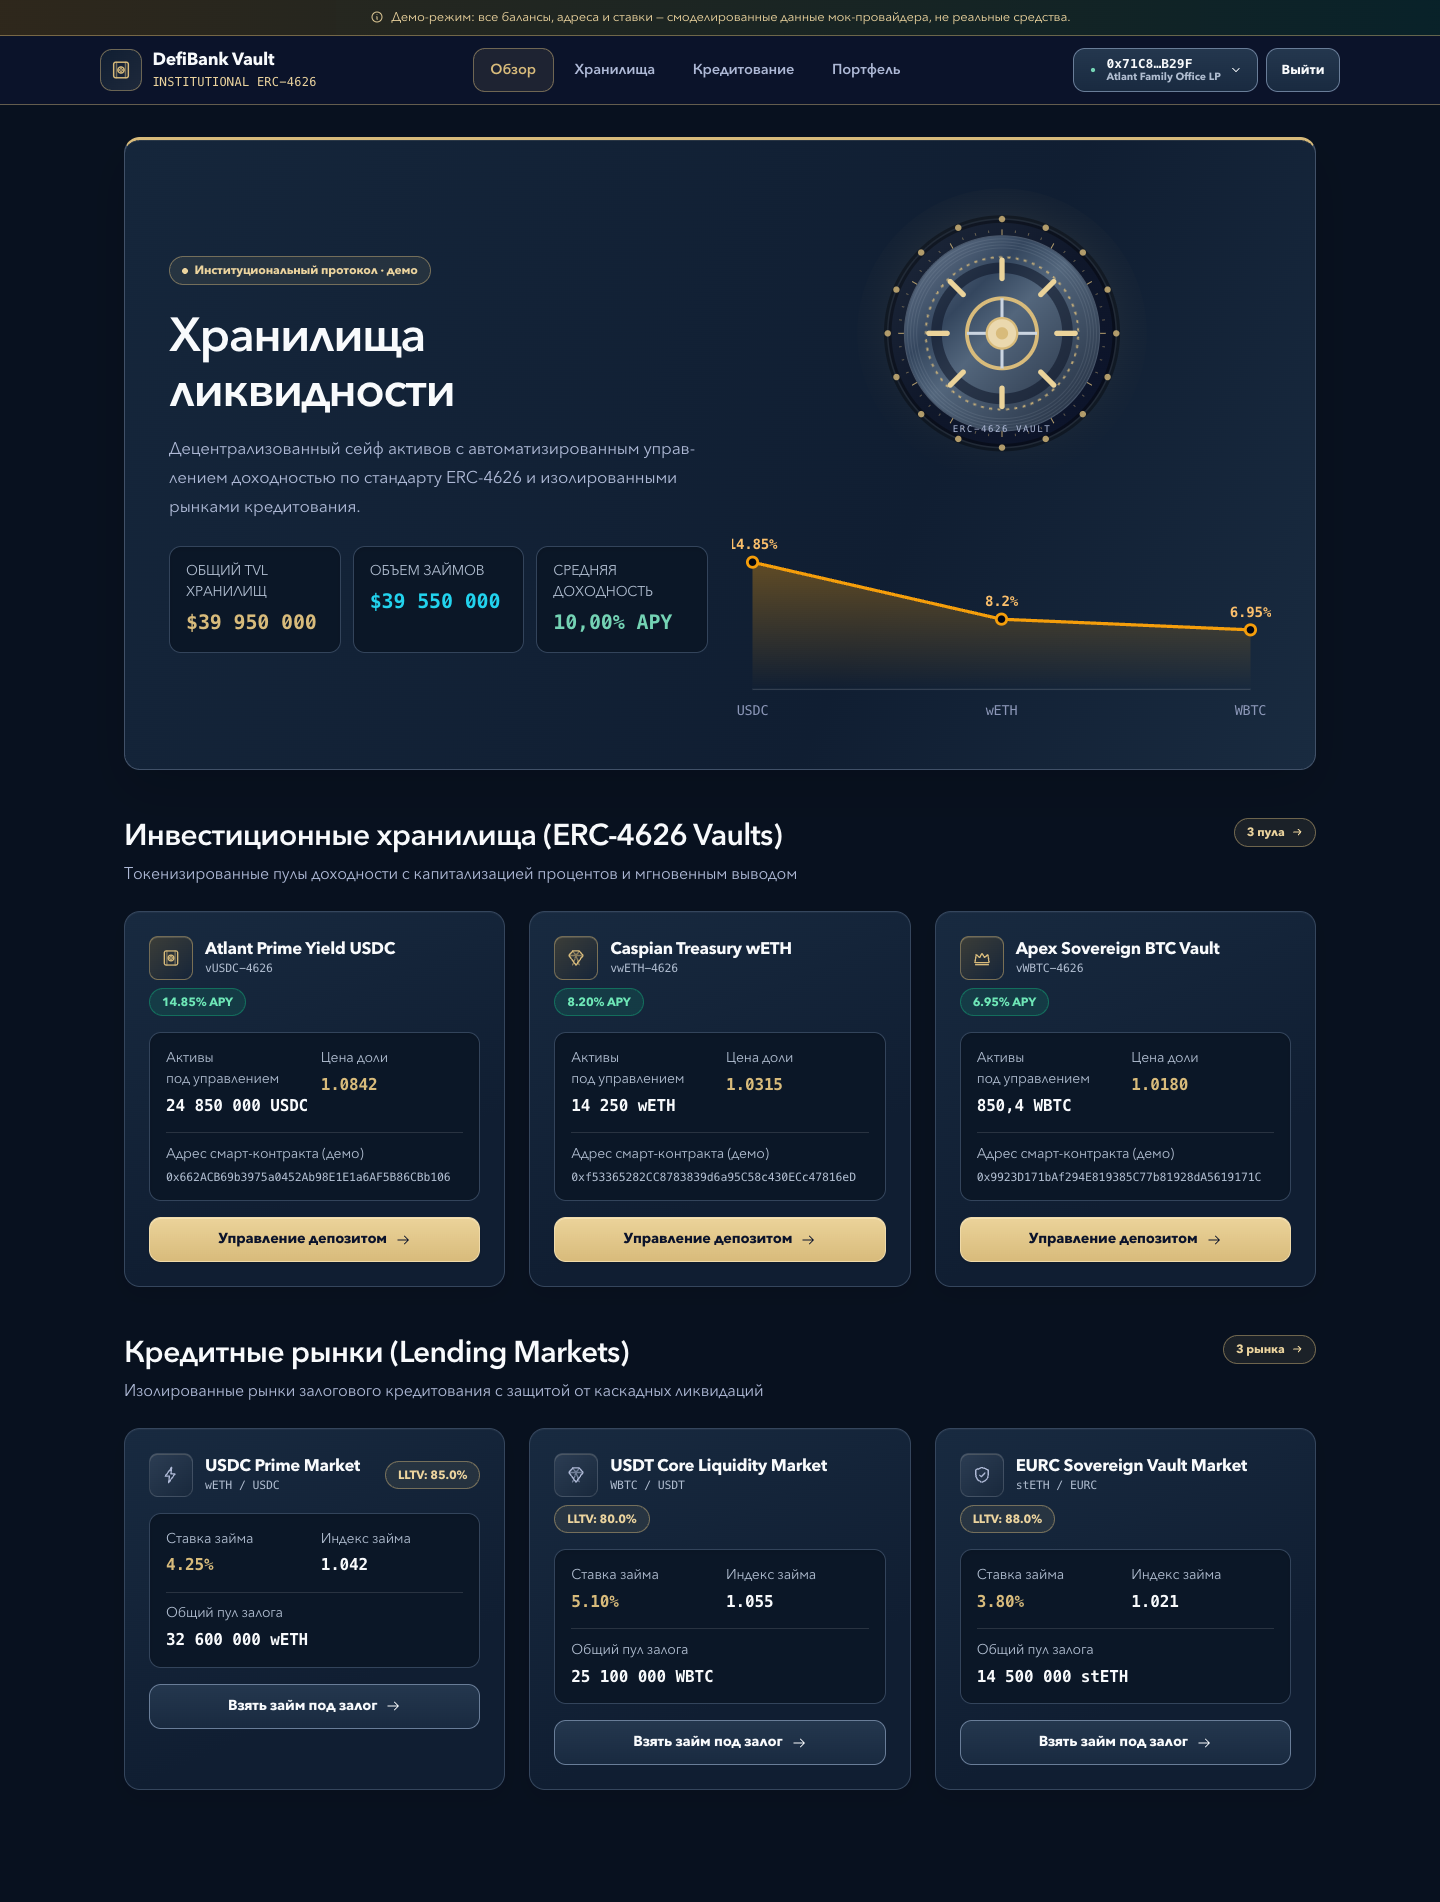 Демо-режим: все балансы, адреса и ставки — смоделированные данные мок-провайдера, не реальные средства.
DefiBank Vault
INSTITUTIONAL ERC-4626
Обзор
Хранилища
Кредитование
Портфель
0x71C8…B29F
Atlant Family Office LP
Выйти
Институциональный протокол · демо
Хранилища
ликвидности
Децентрализованный сейф активов с автоматизированным управ-
лением доходностью по стандарту ERC-4626 и изолированными
рынками кредитования.
ОБЩИЙ TVL
ХРАНИЛИЩ
$39 950 000
ОБЪЕМ ЗАЙМОВ
$39 550 000
СРЕДНЯЯ
ДОХОДНОСТЬ
10,00% APY
ERC-4626 VAULT
14.85%
8.2%
6.95%
USDC
wETH
WBTC
Инвестиционные хранилища (ERC-4626 Vaults)
3 пула →
Токенизированные пулы доходности с капитализацией процентов и мгновенным выводом
Atlant Prime Yield USDC
vUSDC-4626
14.85% APY
Активы
под управлением
24 850 000 USDC
Цена доли
1.0842
Адрес смарт-контракта (демо)
0x662ACB69b3975a0452Ab98E1E1a6AF5B86CBb106
Управление депозитом →
Caspian Treasury wETH
vwETH-4626
8.20% APY
Активы
под управлением
14 250 wETH
Цена доли
1.0315
Адрес смарт-контракта (демо)
0xf53365282CC8783839d6a95C58c430ECc47816eD
Управление депозитом →
Apex Sovereign BTC Vault
vWBTC-4626
6.95% APY
Активы
под управлением
850,4 WBTC
Цена доли
1.0180
Адрес смарт-контракта (демо)
0x9923D171bAf294E819385C77b81928dA5619171C
Управление депозитом →
Кредитные рынки (Lending Markets)
3 рынка →
Изолированные рынки залогового кредитования с защитой от каскадных ликвидаций
USDC Prime Market
wETH / USDC
LLTV: 85.0%
Ставка займа
4.25%
Индекс займа
1.042
Общий пул залога
32 600 000 wETH
Взять займ под залог →
USDT Core Liquidity Market
WBTC / USDT
LLTV: 80.0%
Ставка займа
5.10%
Индекс займа
1.055
Общий пул залога
25 100 000 WBTC
Взять займ под залог →
EURC Sovereign Vault Market
stETH / EURC
LLTV: 88.0%
Ставка займа
3.80%
Индекс займа
1.021
Общий пул залога
14 500 000 stETH
Взять займ под залог →